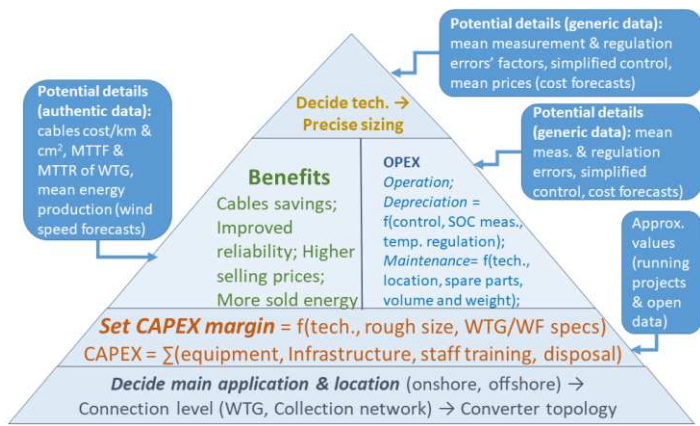 Potential details (generic data):
mean measurement & regulation
errors' factors, simplified control,
mean prices (cost forecasts)
Potential details
(authentic data):
cables cost/km &
cm², MTTF &
MTTR of WTG,
mean energy
production (wind
speed forecasts)
Decide tech. →
Precise sizing
Potential details
(generic data): mean
meas. & regulation
errors, simplified
control, cost forecasts)
Benefits
Cables savings;
Improved
reliability; Higher
selling prices;
More sold energy
OPEX
Operation;
Depreciation =
f(control, SOC meas.,
temp. regulation);
Maintenance= f(tech.,
location, spare parts,
volume and weight);
Approx.
values
(running
projects
& open
data)
Set CAPEX margin = f(tech., rough size, WTG/WF specs)
CAPEX = ∑(equipment, Infrastructure, staff training, disposal)
Decide main application & location (onshore, offshore) →
Connection level (WTG, Collection network) → Converter topology